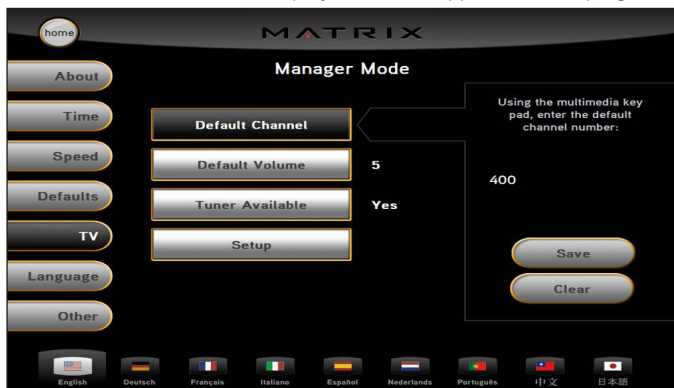 home
MATRIX
Manager Mode
About
Time
Speed
Defaults
TV
Language
Other
Default Channel
Default Volume
5
Tuner Available
Yes
Setup
Using the multimedia key
pad, enter the default
channel number:
400
Save
Clear
English
Deutsch
Français
Italiano
Español
Nederlands
Português
中文
日本語